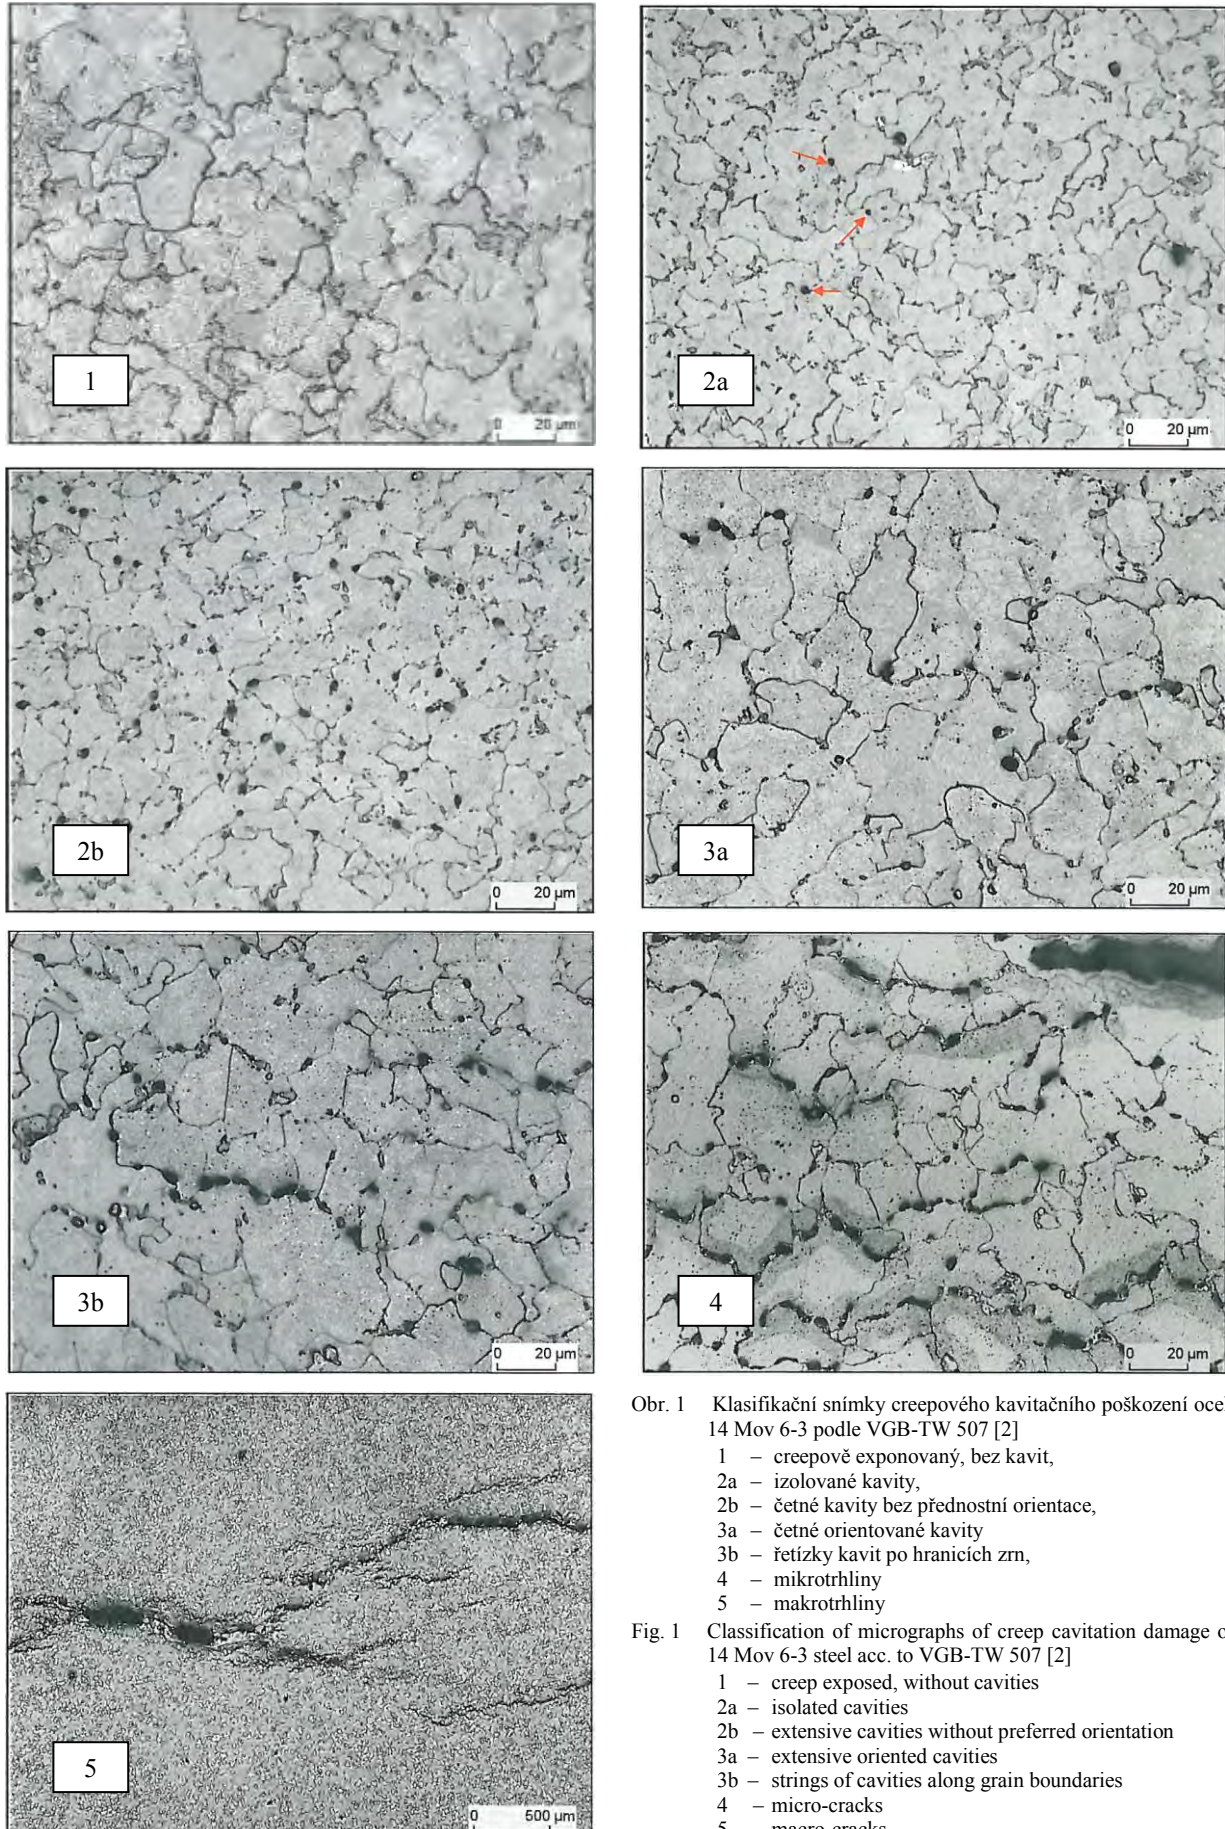 1
0 20 µm
2a
0 20 µm
2b
0 20 µm
3a
0 20 µm
3b
0 20 µm
4
0 20 µm
5
0 500 µm
Obr. 1 Klasifikační snímky creepového kavitačního poškození
14 Mov 6-3 podle VGB-TW 507 [2]
1 – creepově exponovaný, bez kavit,
2a – izolované kavity,
2b – četné kavity bez přednostní orientace,
3a – četné orientované kavity
3b – řetízky kavit po hranicích zrn,
4 – mikrotrhliny
5 – makrotrhliny
Fig. 1 Classification of micrographs of creep cavitation damage
14 Mov 6-3 steel acc. to VGB-TW 507 [2]
1 – creep exposed, without cavities
2a – isolated cavities
2b – extensive cavities without preferred orientation
3a – extensive oriented cavities
3b – strings of cavities along grain boundaries
4 – micro-cracks
5 – macro-cracks